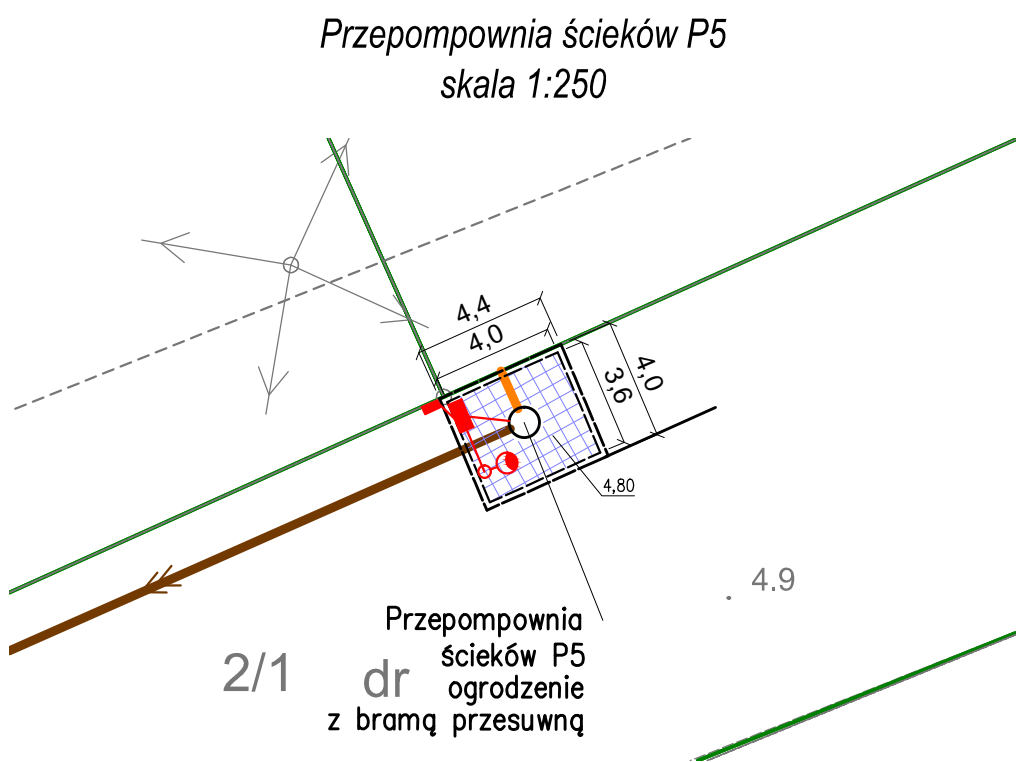 Przepompownia ścieków P5
skala 1:250
4,4
4,0
3,6
4,0
4,80
4.9
Przepompownia
ścieków P5
ogrodzenie
z bramą przesuwną
2/1 dr